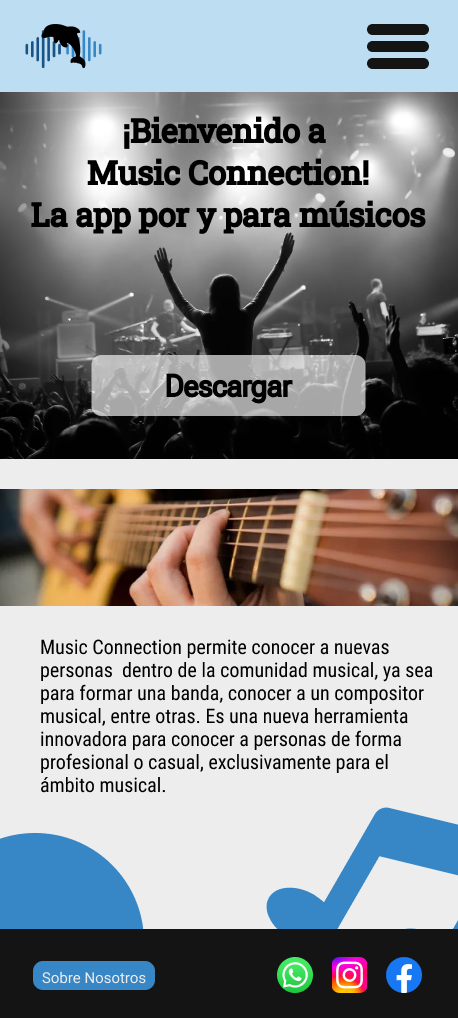 ¡Bienvenido a
Music Connection!
La app por y para músicos
Descargar
Music Connection permite conocer a nuevas
personas  dentro de la comunidad musical, ya sea
para formar una banda, conocer a un compositor
musical, entre otras. Es una nueva herramienta
innovadora para conocer a personas de forma
profesional o casual, exclusivamente para el
ámbito musical.
Sobre Nosotros